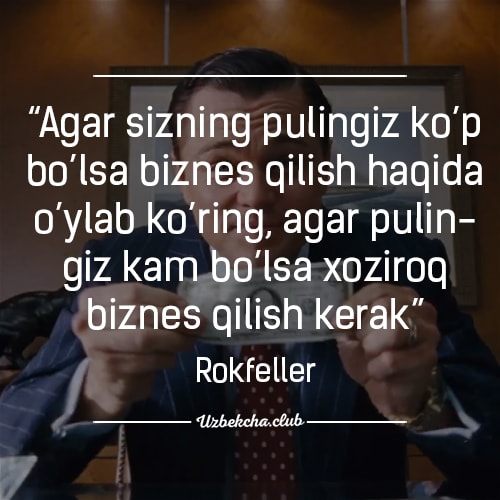 “Agar sizning pulingiz ko’p
bo’lsa biznes qilish haqida
o’ylab ko’ring, agar pulin-
giz kam bo’lsa xoziroq
biznes qilish kerak”
Rokfeller
Uzbekcha.club